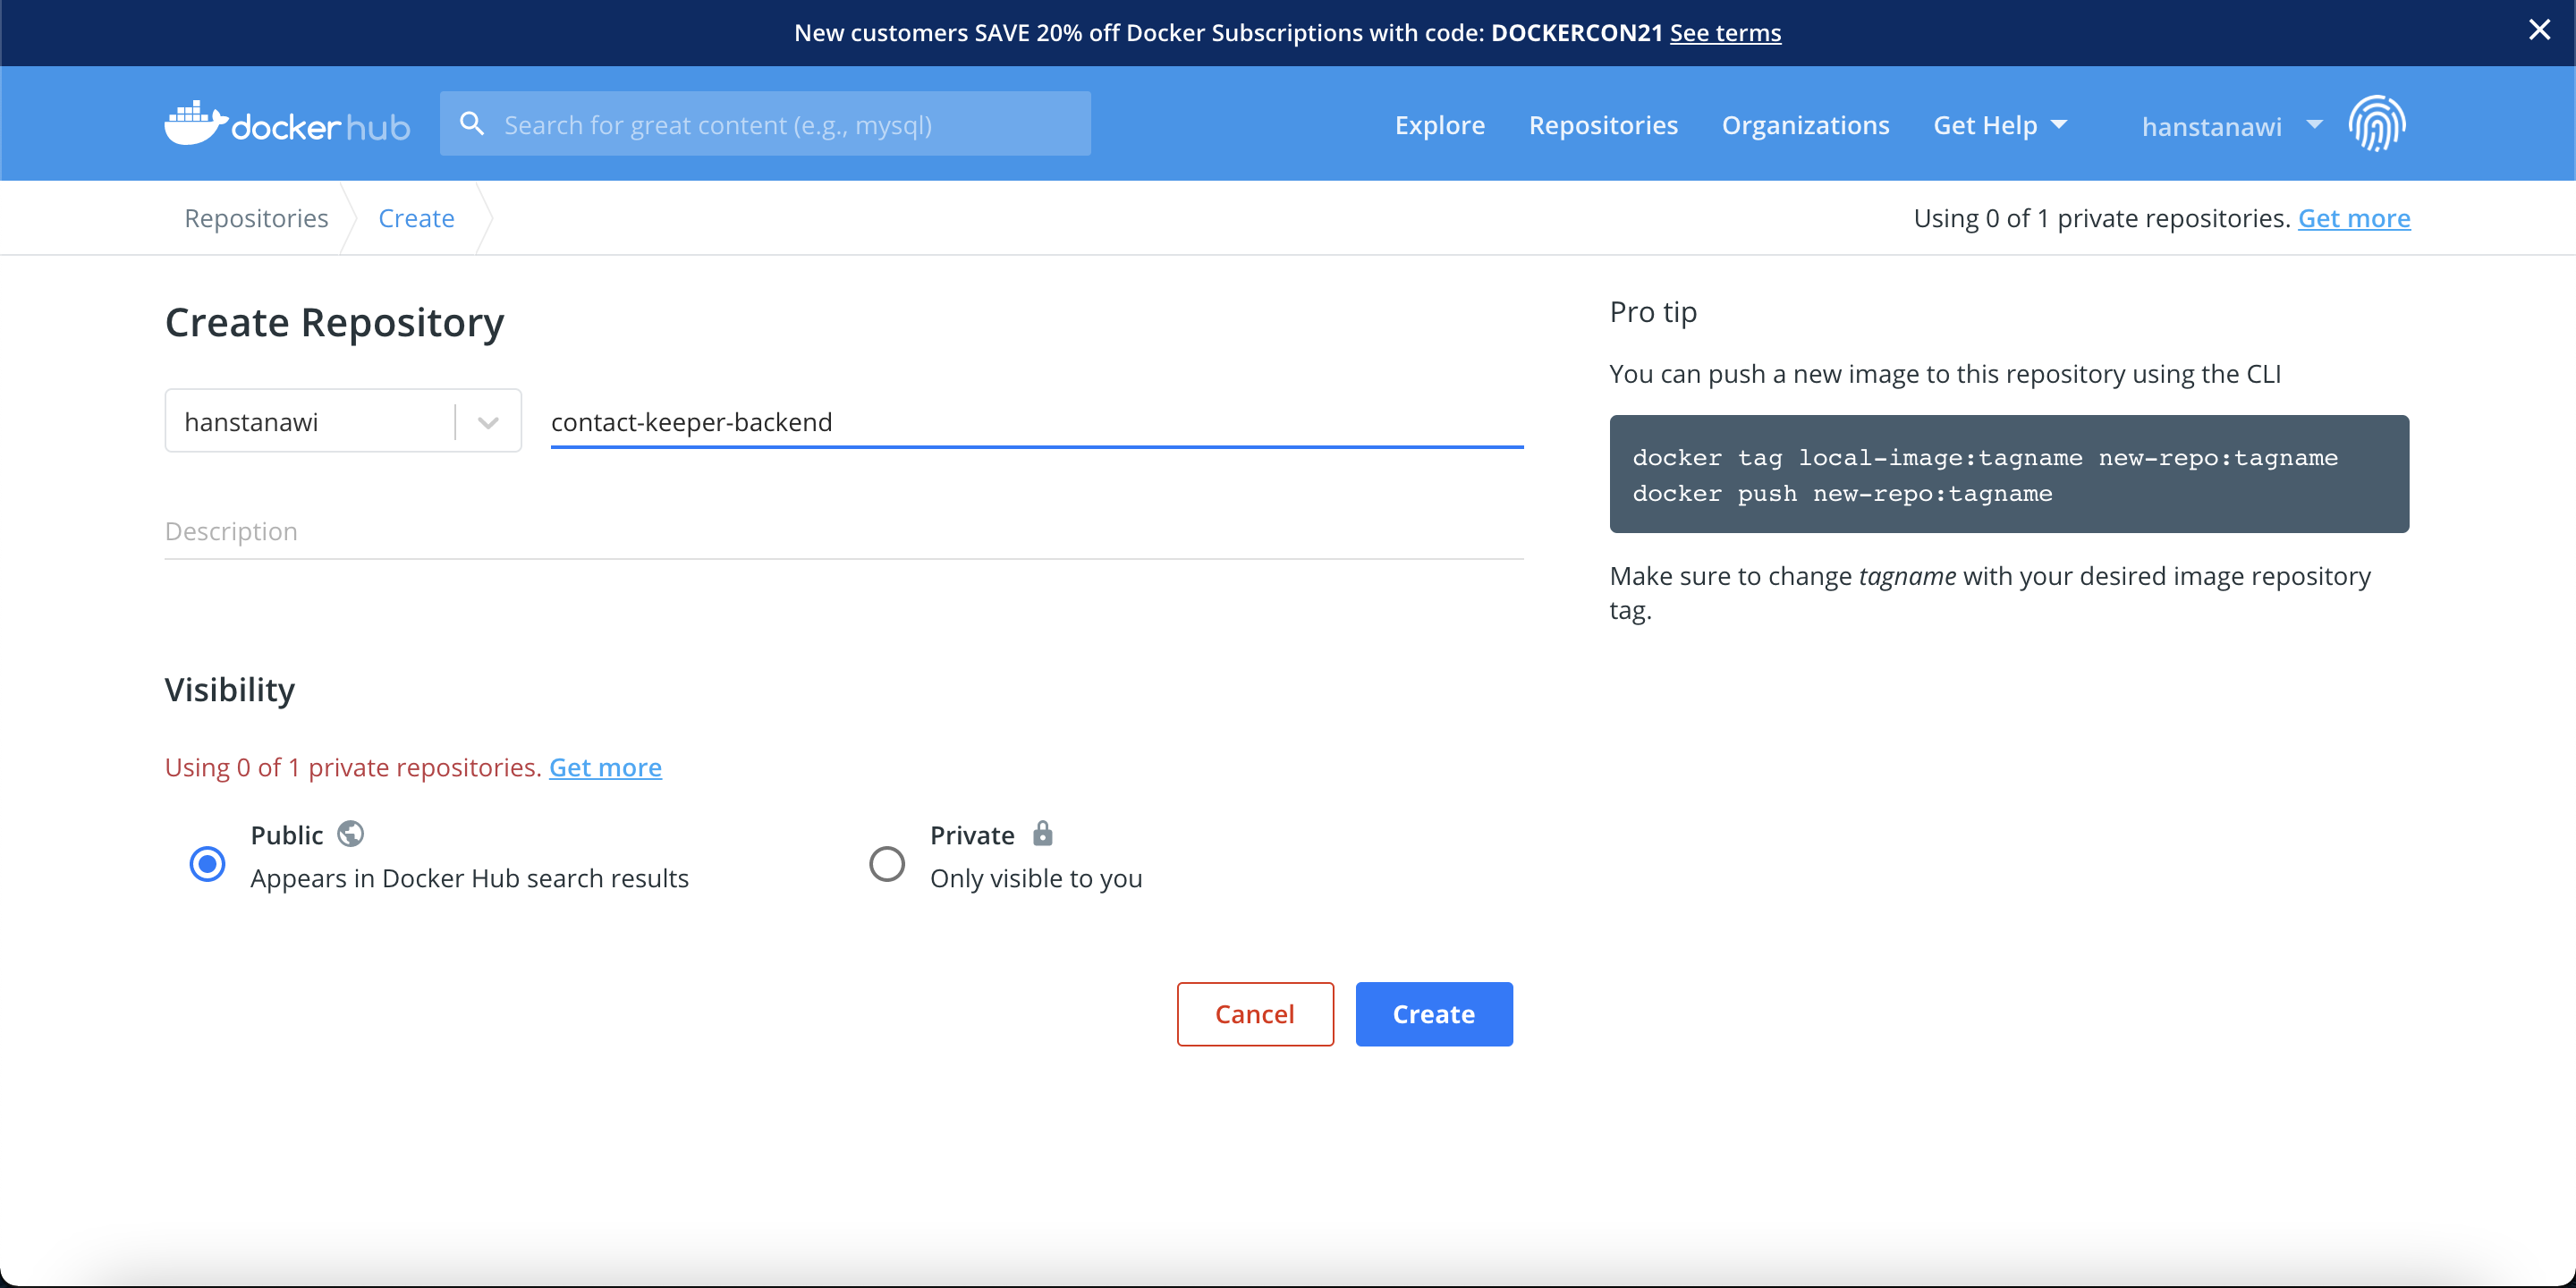 New customers SAVE 20% off Docker Subscriptions with code: DOCKERCON21 See terms
dockerhub
Search for great content (e.g., mysql)
Explore
Repositories
Organizations
Get Help
hanstanawi
Repositories
Create
Using 0 of 1 private repositories. Get more
Create Repository
hanstanawi
contact-keeper-backend
Description
Visibility
Using 0 of 1 private repositories. Get more
Public
Appears in Docker Hub search results
Private
Only visible to you
Cancel
Create
Pro tip
You can push a new image to this repository using the CLI
docker tag local-image:tagname new-repo:tagname
docker push new-repo:tagname
Make sure to change tagname with your desired image repository
tag.